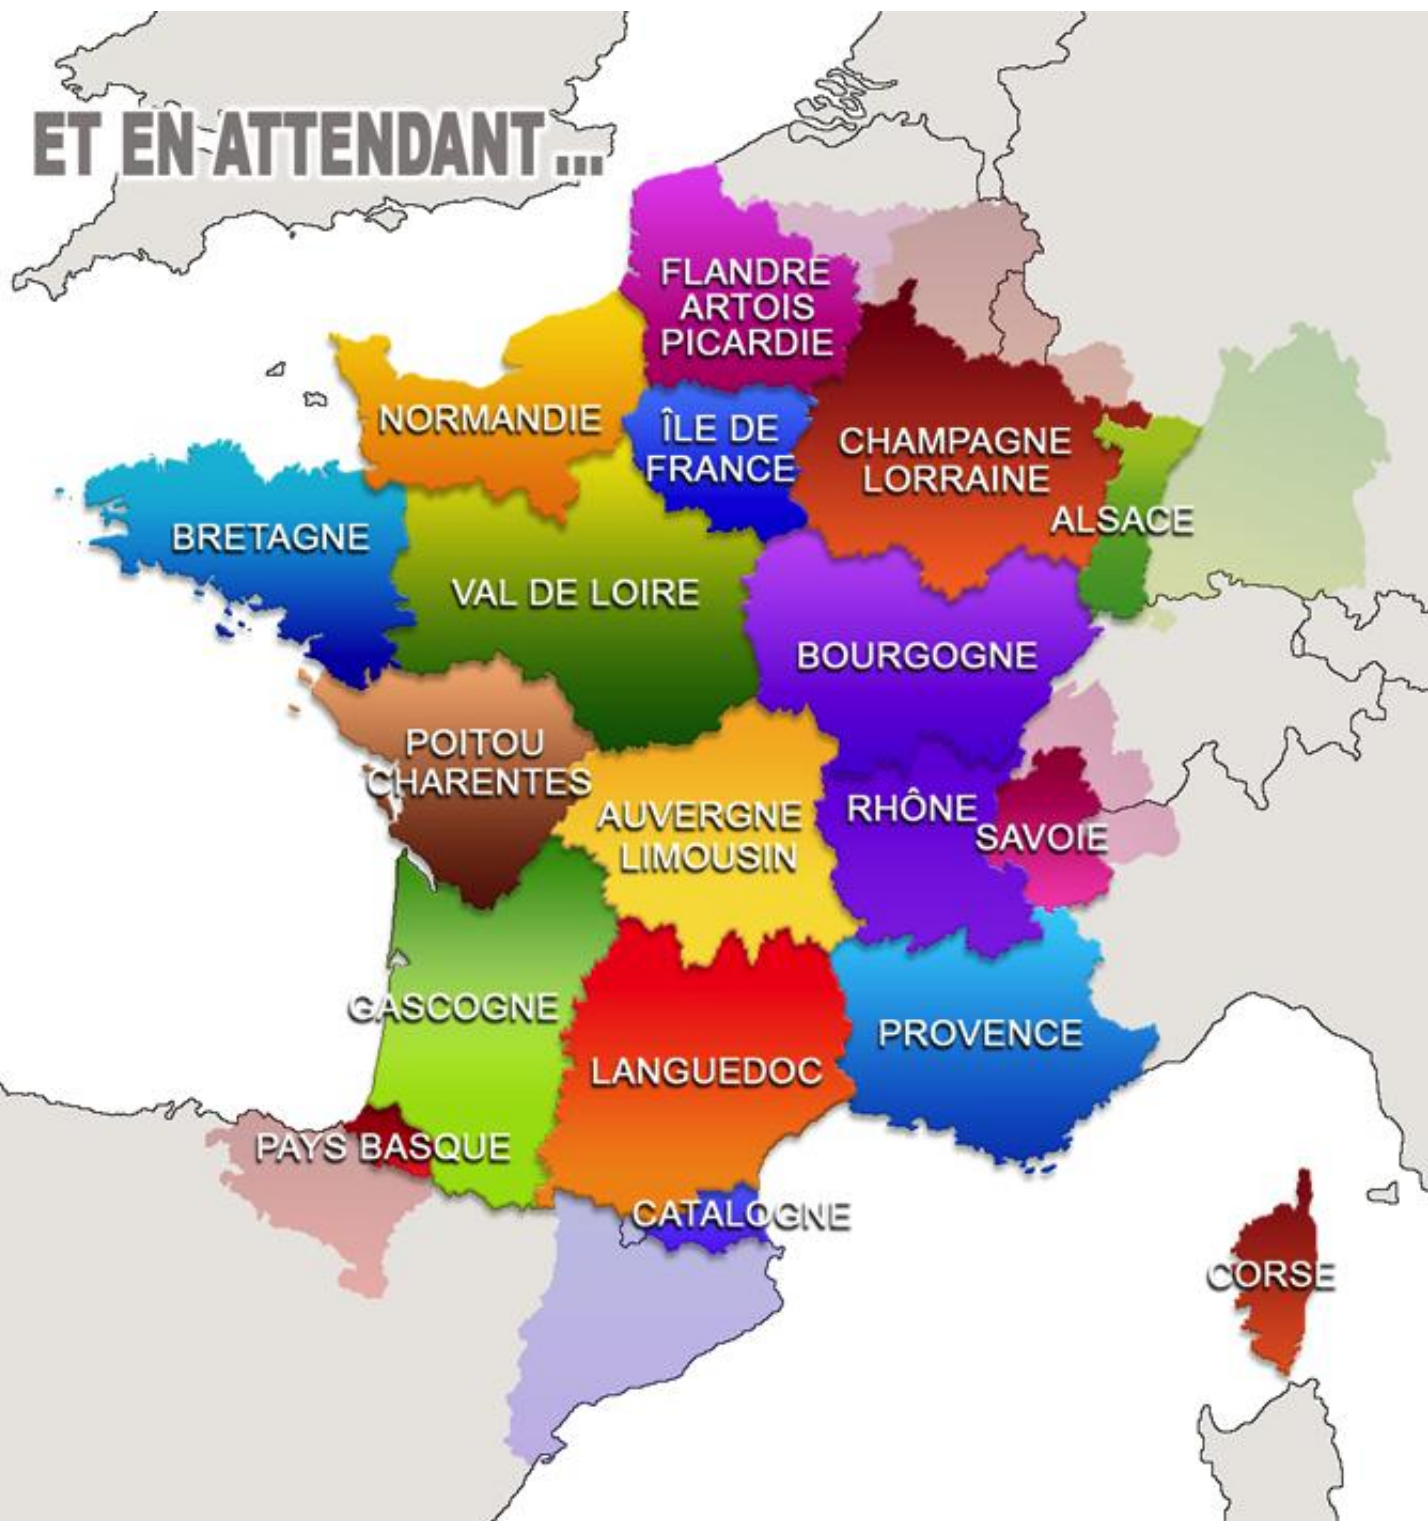 ET EN ATTENDANT ...
FLANDRE
ARTOIS
PICARDIE
NORMANDIE
ÎLE DE
FRANCE
CHAMPAGNE
LORRAINE
ALSACE
BRETAGNE
VAL DE LOIRE
BOURGOGNE
POITOU
CHARENTES
AUVERGNE
LIMOUSIN
RHÔNE
SAVOIE
GASCOGNE
LANGUEDOC
PROVENCE
PAYS BASQUE
CATALOGNE
CORSE